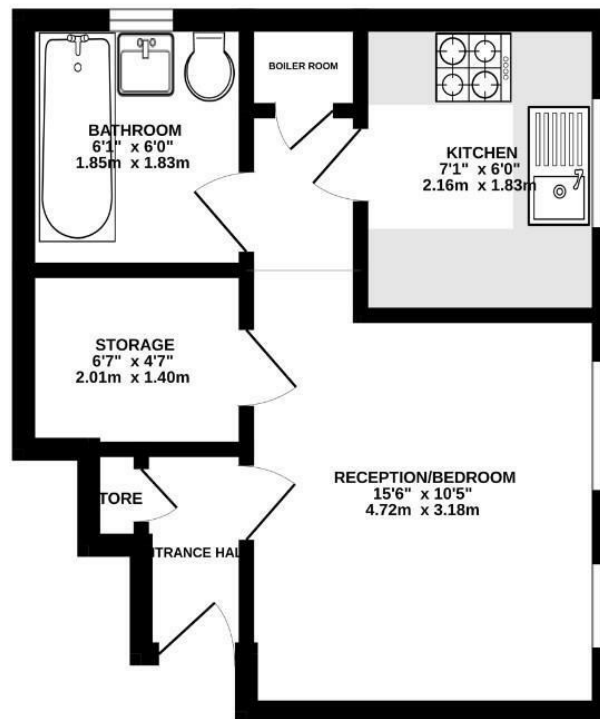 BOILER ROOM
BATHROOM
6'1" x 6'0"
1.85m x 1.83m
KITCHEN
7'1" x 6'0"
2.16m x 1.83m
STORAGE
6'7" x 4'7"
2.01m x 1.40m
RECEPTION/BEDROOM
15'6" x 10'5"
4.72m x 3.18m
TORE
NTRANCE HAL